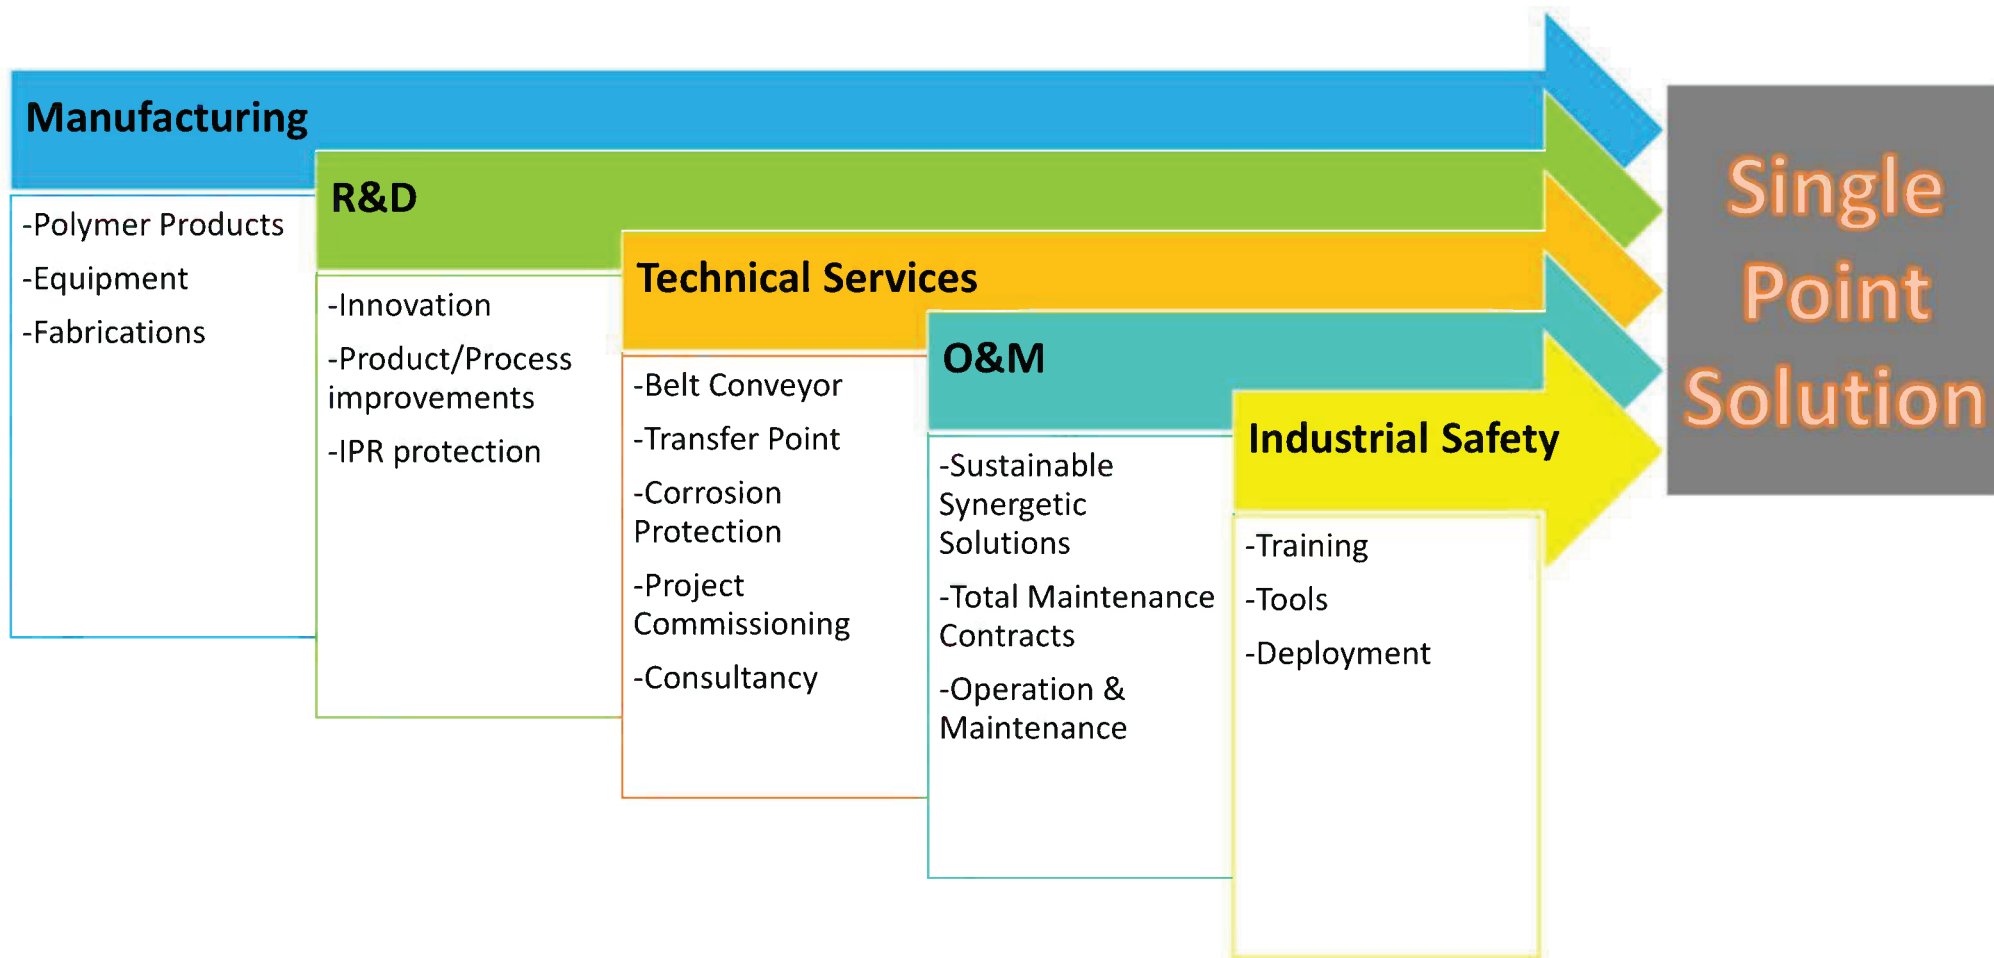 Manufacturing
-Polymer Products
-Equipment
-Fabrications
R&D
-Innovation
-Product/Process
improvements
-IPR protection
Technical Services
-Belt Conveyor
-Transfer Point
-Corrosion
Protection
-Project
Commissioning
-Consultancy
O&M
-Sustainable
Synergetic
Solutions
-Total Maintenance
Contracts
-Operation &
Maintenance
Industrial Safety
-Training
-Tools
-Deployment
Single
Point
Solution